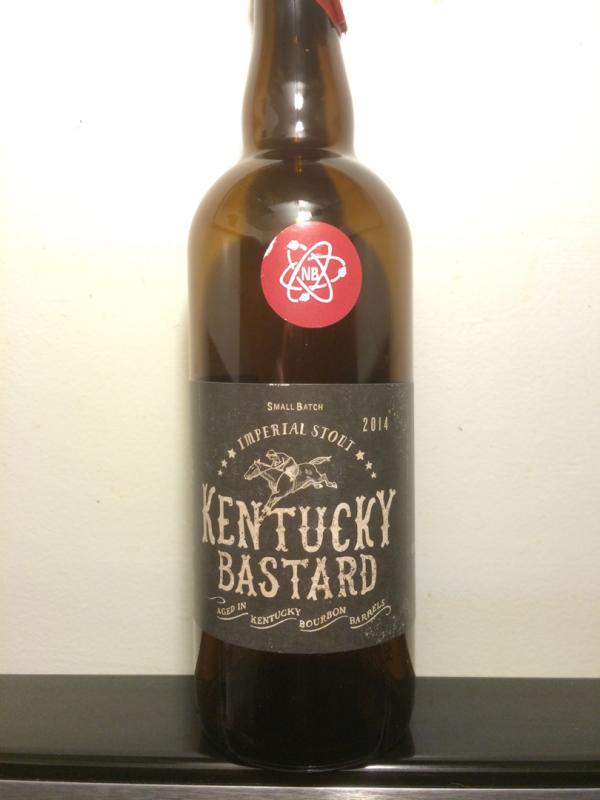 NB
SMALL BATCH
2014
IMPERIAL STOUT
KENTUCKY
BASTARD
AGED IN KENTUCKY BOURBON BARRELS